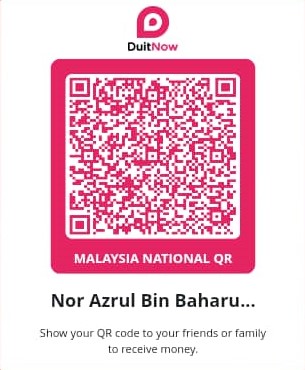 DuitNow
MALAYSIA NATIONAL QR
Nor Azrul Bin Baharu...
Show your QR code to your friends or family
to receive money.